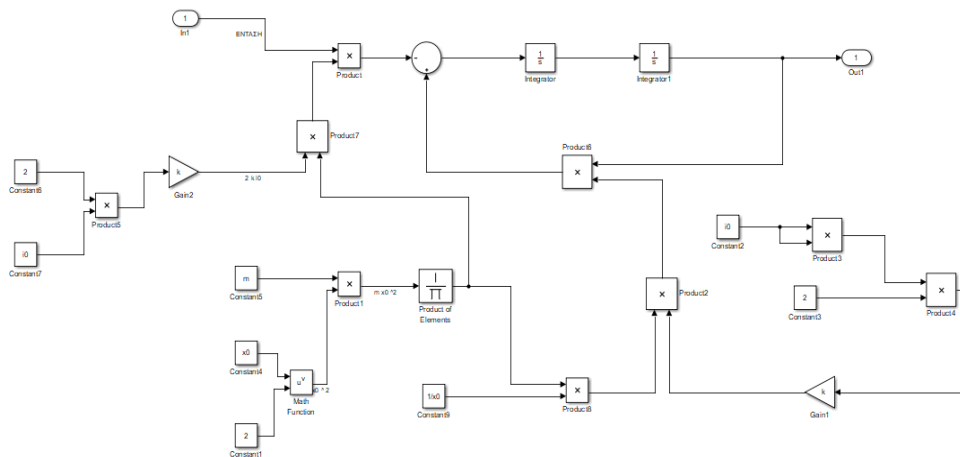 1
In1
ΕΝΤΑΣΗ
×
Product
-
+
1
s
Integrator
1
s
Integrator1
1
Out1
×
Product7
Product6
×
2
Constant6
×
Product5
k
Gain2
2 k i0
i0
Constant7
i0
Constant2
×
Product3
m
Constant5
×
Product1
m x0 ^2
Product of
Elements
×
Product2
2
Constant3
×
Product4
x0
Constant4
u^v
Math
Function
x0 ^ 2
2
Constant1
1/x0
Constant9
×
Product8
k
Gain1